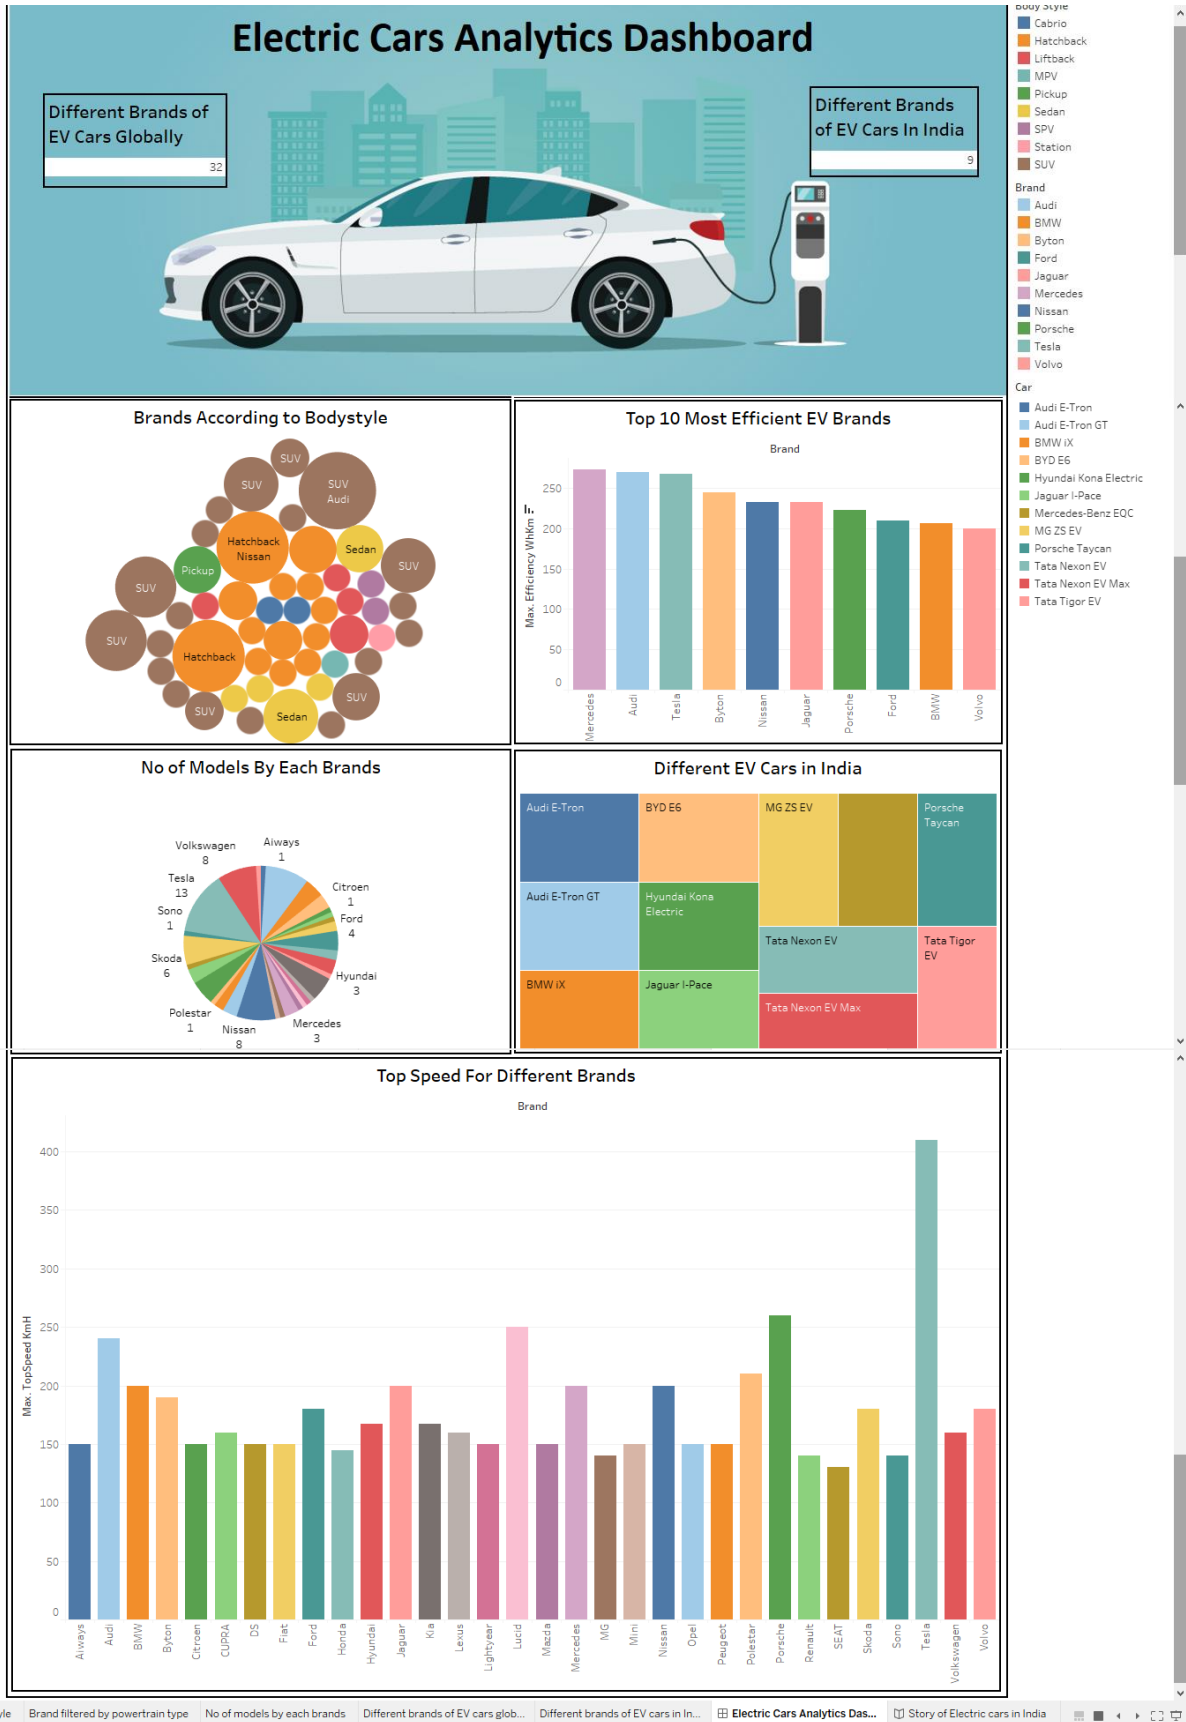 Electric Cars Analytics Dashboard
Different Brands of
EV Cars Globally
32
Different Brands
of EV Cars In India
9
Body Style
Cabrio
Hatchback
Liftback
MPV
Pickup
Sedan
SPV
Station
SUV
Brand
Audi
BMW
Byton
Ford
Jaguar
Mercedes
Nissan
Porsche
Tesla
Volvo
Car
Audi E-Tron
Audi E-Tron GT
BMW iX
BYD E6
Hyundai Kona Electric
Jaguar I-Pace
Mercedes-Benz EQC
MG ZS EV
Porsche Taycan
Tata Nexon EV
Tata Nexon EV Max
Tata Tigor EV
Brands According to Bodystyle
SUV
SUV
SUV
Audi
Hatchback
Nissan
Sedan
SUV
Pickup
SUV
SUV
Hatchback
SUV
SUV
Sedan
Top 10 Most Efficient EV Brands
Brand
Max. Efficiency WhKm
250
200
150
100
50
0
Mercedes
Audi
Tesla
Byton
Nissan
Jaguar
Porsche
Ford
BMW
Volvo
No of Models By Each Brands
Volkswagen
8
Aiways
1
Tesla
13
Citroen
1
Sono
1
Ford
4
Skoda
6
Hyundai
3
Polestar
1
Nissan
8
Mercedes
3
Different EV Cars in India
Audi E-Tron
BYD E6
MG ZS EV
Porsche
Taycan
Audi E-Tron GT
Hyundai Kona
Electric
Tata Nexon EV
Tata Tigor
EV
BMW iX
Jaguar I-Pace
Tata Nexon EV Max
Top Speed For Different Brands
Brand
Max. TopSpeed KmH
400
350
300
250
200
150
100
50
0
Aiways
Audi
BMW
Byton
Citroen
CUPRA
DS
Fiat
Ford
Honda
Hyundai
Jaguar
Kia
Lexus
Lightyear
Lucid
Mazda
Mercedes
MG
Mini
Nissan
Opel
Peugeot
Polestar
Porsche
Renault
SEAT
Skoda
Sono
Tesla
Volkswagen
Volvo
yle
Brand filtered by powertrain type
No of models by each brands
Different brands of EV cars glob...
Different brands of EV cars in In...
Electric Cars Analytics Das...
Story of Electric cars in India